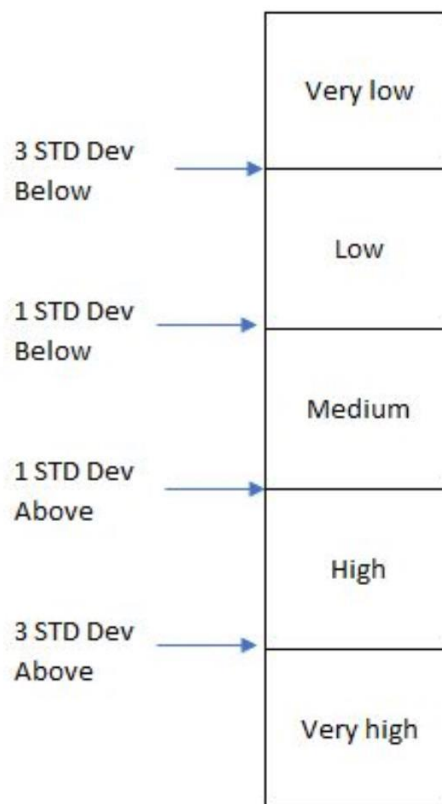 Very low
3 STD Dev
Below
Low
1 STD Dev
Below
Medium
1 STD Dev
Above
High
3 STD Dev
Above
Very high